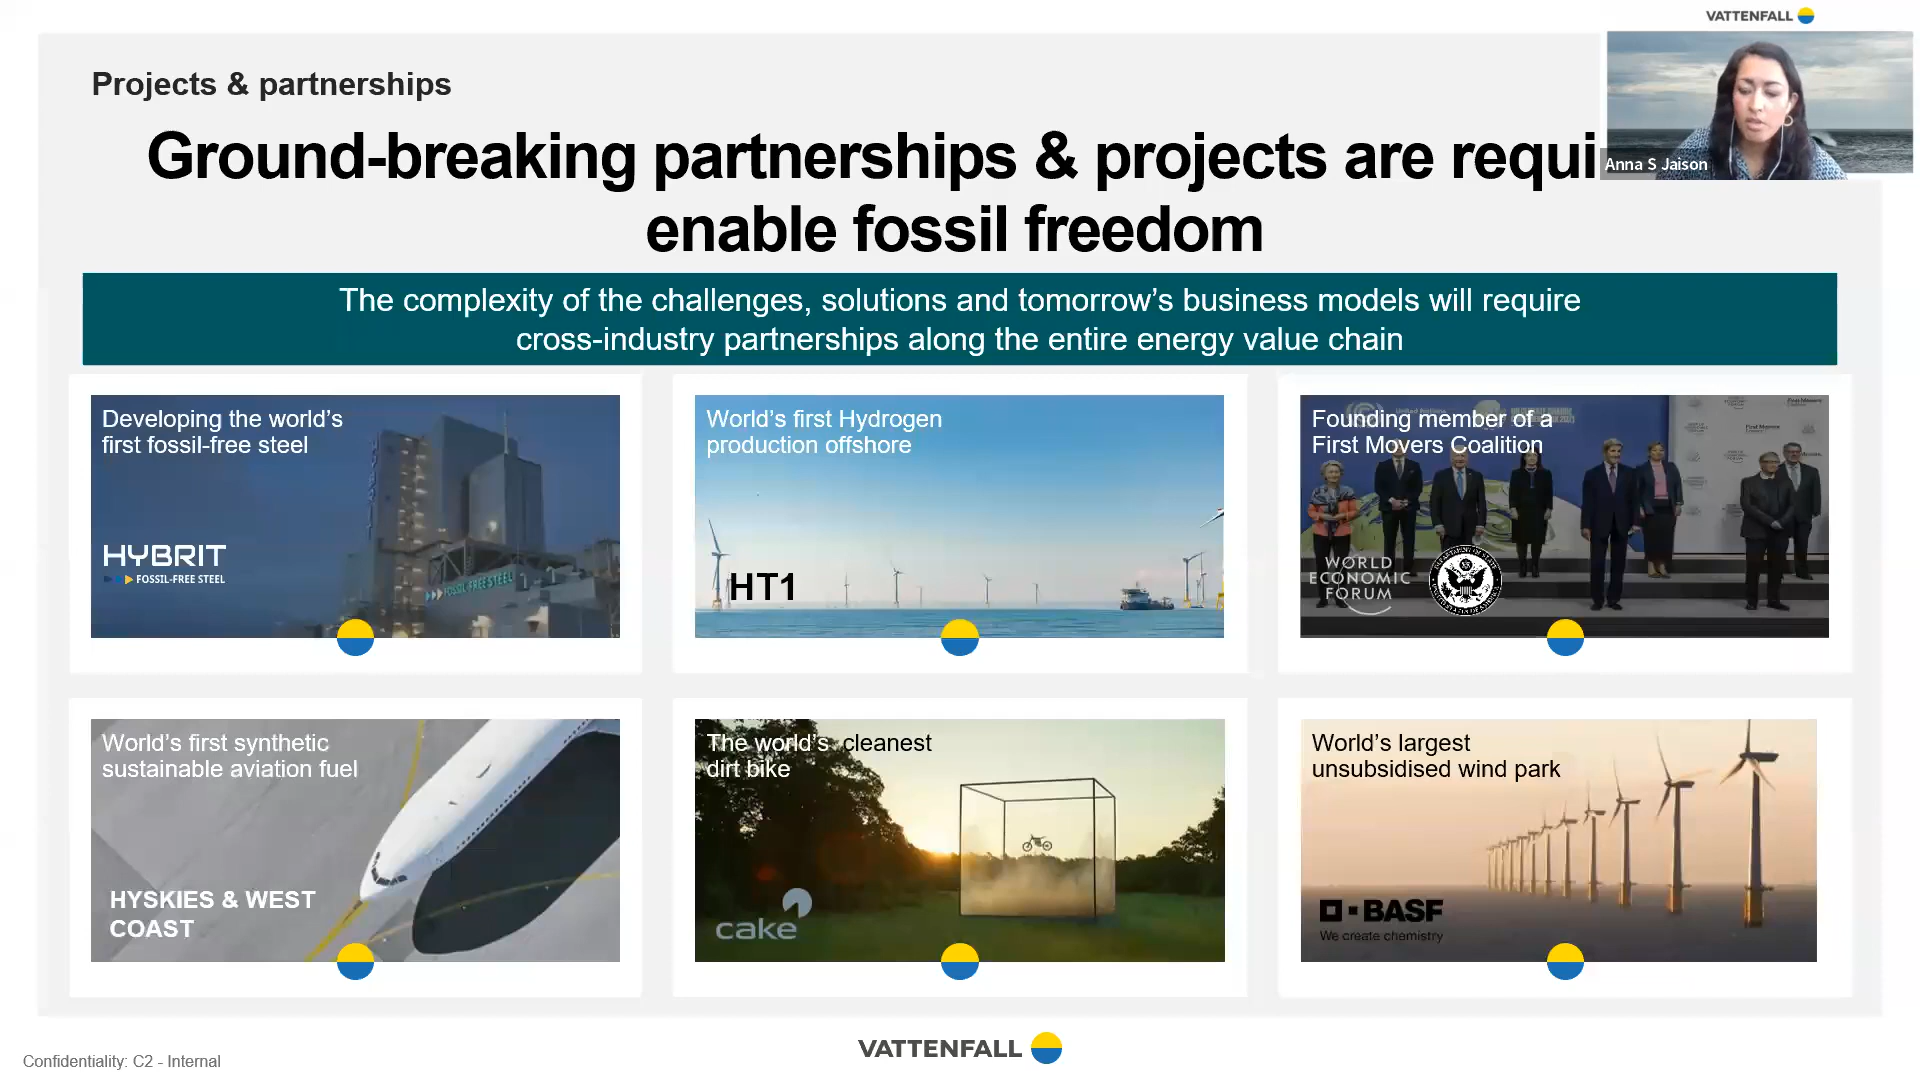 VATTENFALL
Projects & partnerships
Ground-breaking partnerships & projects are requi
enable fossil freedom
Anna S Jaison
The complexity of the challenges, solutions and tomorrow’s business models will require
cross-industry partnerships along the entire energy value chain
Developing the world’s
first fossil-free steel
HYBRIT
FOSSIL-FREE STEEL
FOSSIL-FREE STEEL
World’s first Hydrogen
production offshore
HT1
Founding member of a
First Movers Coalition
WORLD
ECONOMIC
FORUM
World’s first synthetic
sustainable aviation fuel
HYSKIES & WEST
COAST
The world’s cleanest
dirt bike
cake
World’s largest
unsubsidised wind park
BASF
We create chemistry
VATTENFALL
Confidentiality: C2 - Internal